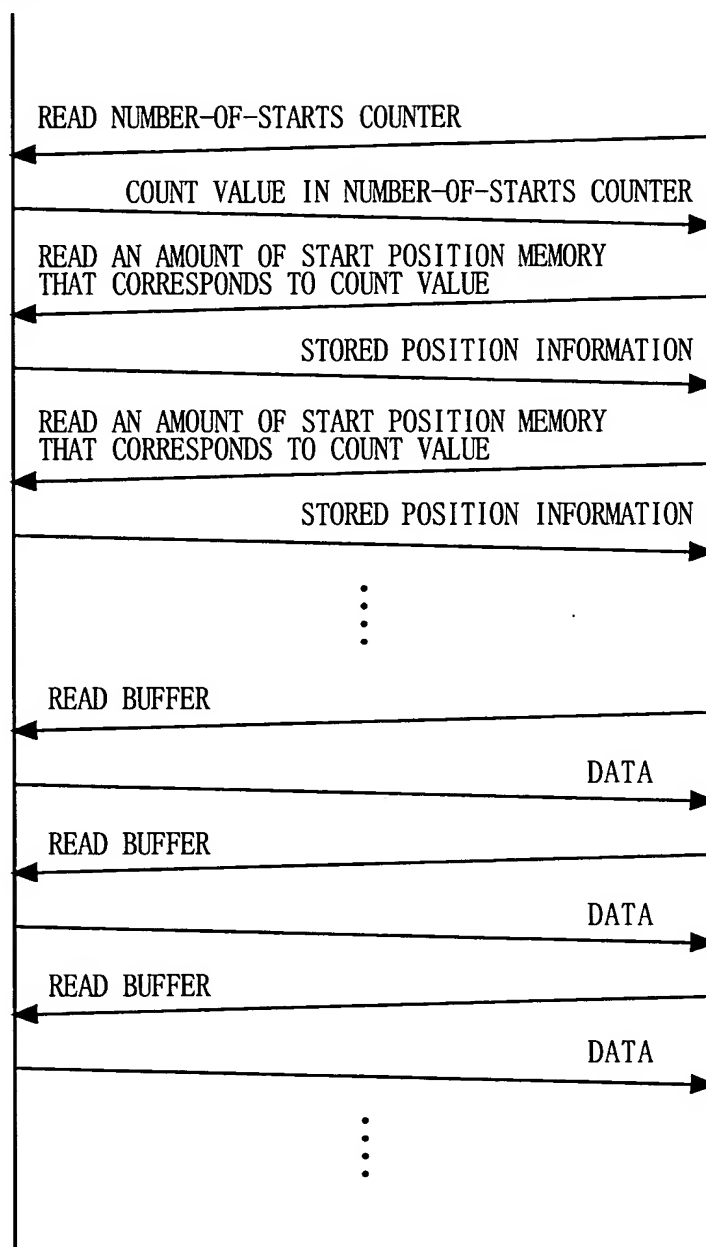 READ NUMBER-OF-STARTS COUNTER
COUNT VALUE IN NUMBER-OF-STARTS COUNTER
READ AN AMOUNT OF START POSITION MEMORY
THAT CORRESPONDS TO COUNT VALUE
STORED POSITION INFORMATION
READ AN AMOUNT OF START POSITION MEMORY
THAT CORRESPONDS TO COUNT VALUE
STORED POSITION INFORMATION
READ BUFFER
DATA
READ BUFFER
DATA
READ BUFFER
DATA